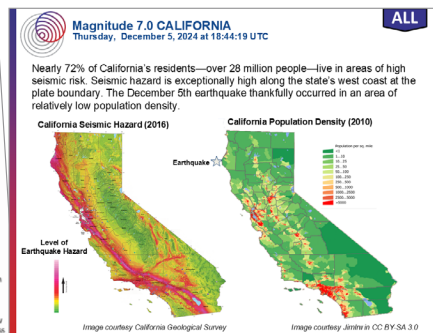 Magnitude 7.0 CALIFORNIA
Thursday, December 5, 2024 at 18:44:19 UTC
ALL
Nearly 72% of California's residents—over 28 million people—live in areas of high
seismic risk. Seismic hazard is exceptionally high along the state's west coast at the
plate boundary. The December 5th earthquake thankfully occurred in an area of
relatively low population density.
California Seismic Hazard (2016)
California Population Density (2010)
Earthquake
Level of
Earthquake Hazard
Image courtesy California Geological Survey
Image courtesy JimIrwin CC BY-SA 3.0